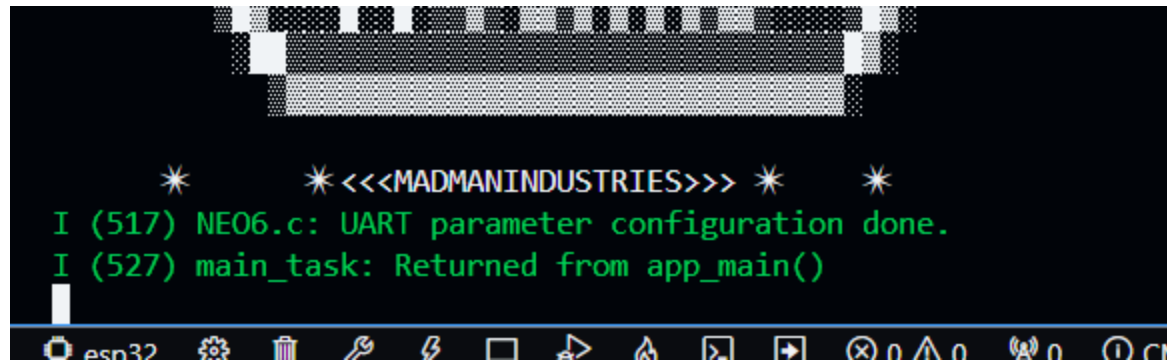 ✴ ✴<<<MADMANINDUSTRIES>>> ✴ ✴
I (517) NEO6.c: UART parameter configuration done.
I (527) main_task: Returned from app_main()
esp32 0 0 0